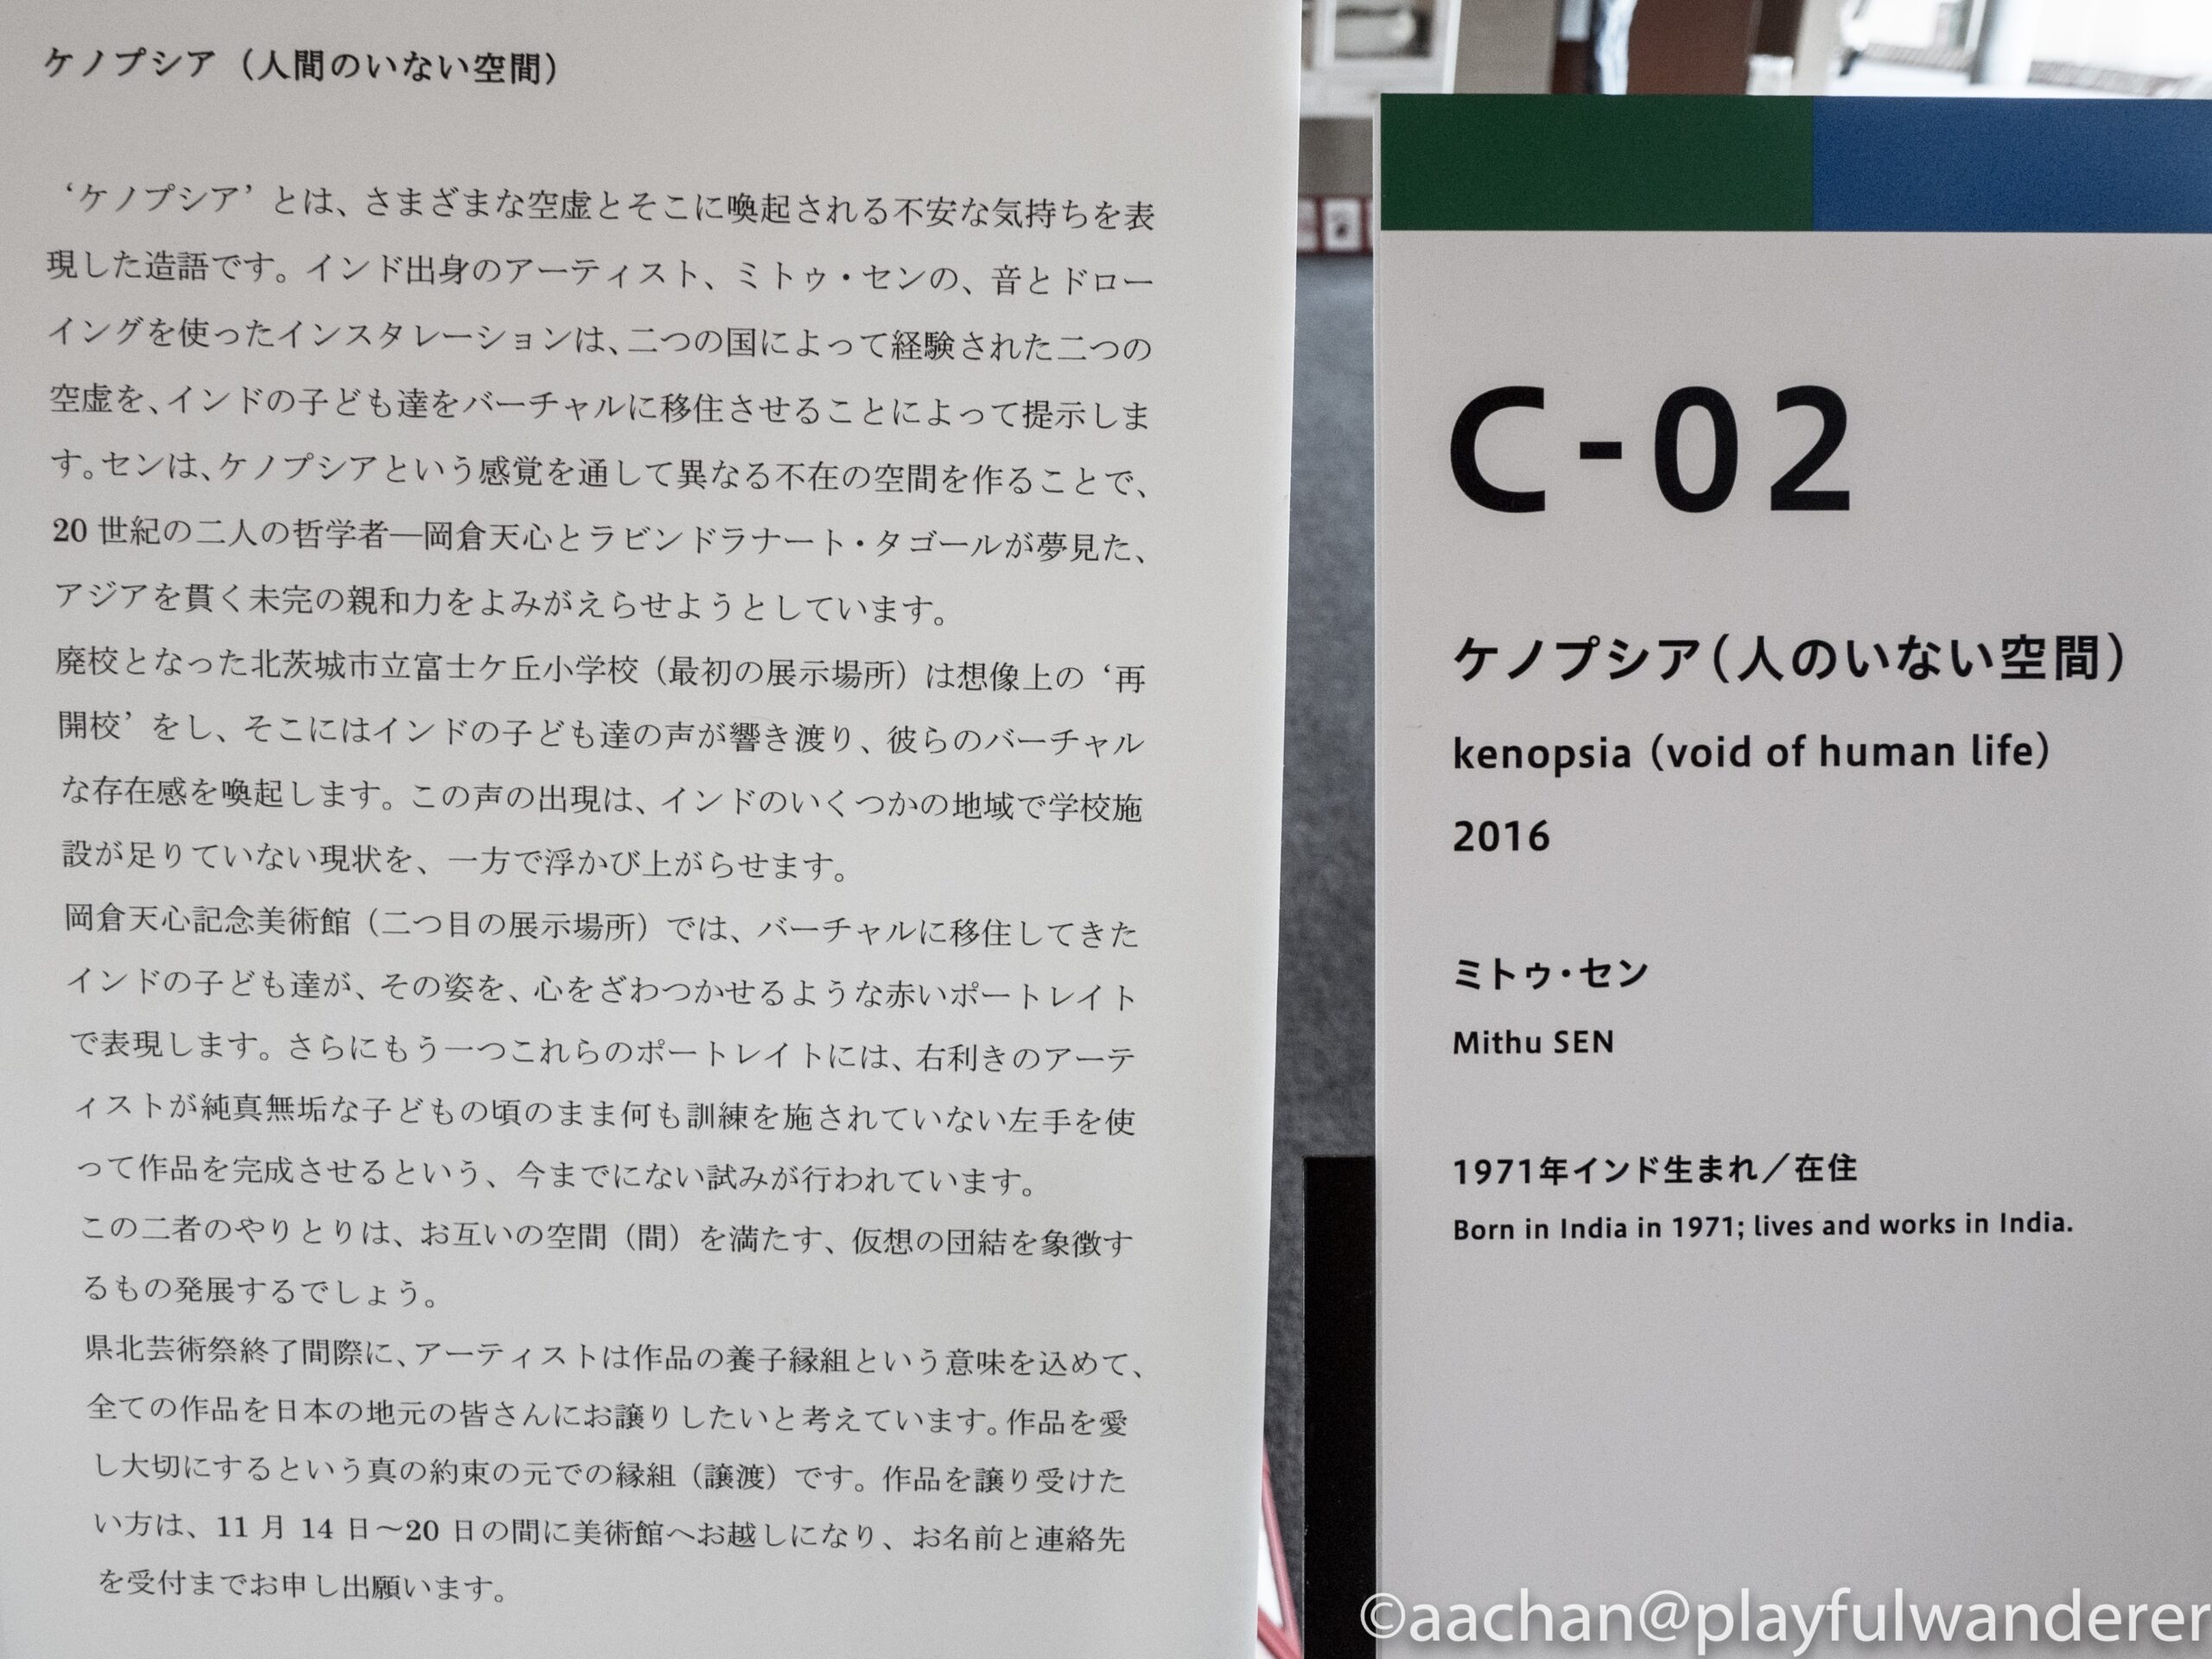 ケノプシア（人間のいない空間）
‘ケノプシア’とは、さまざまな空虚とそこに喚起される不安な気持ちを表
現した造語です。インド出身のアーティスト、ミトゥ・センの、音とドロー
イングを使ったインスタレーションは、二つの国によって経験された二つの
空虚を、インドの子ども達をバーチャルに移住させることによって提示しま
す。センは、ケノプシアという感覚を通して異なる不在の空間を作ることで、
20 世紀の二人の哲学者―岡倉天心とラビンドラナート・タゴールが夢見た、
アジアを貫く未完の親和力をよみがえらせようとしています。
廃校となった北茨城市立富士ケ丘小学校（最初の展示場所）は想像上の‘再
開校’をし、そこにはインドの子ども達の声が響き渡り、彼らのバーチャル
な存在感を喚起します。この声の出現は、インドのいくつかの地域で学校施
設が足りていない現状を、一方で浮かび上がらせます。
岡倉天心記念美術館（二つ目の展示場所）では、バーチャルに移住してきた
インドの子ども達が、その姿を、心をざわつかせるような赤いポートレイト
で表現します。さらにもう一つこれらのポートレイトには、右利きのアーテ
ィストが純真無垢な子どもの頃のまま何も訓練を施されていない左手を使
って作品を完成させるという、今までにない試みが行われています。
この二者のやりとりは、お互いの空間（間）を満たす、仮想の団結を象徴す
るもの発展するでしょう。
県北芸術祭終了間際に、アーティストは作品の養子縁組という意味を込めて、
全ての作品を日本の地元の皆さんにお譲りしたいと考えています。作品を愛
し大切にするという真の約束の元での縁組（譲渡）です。作品を譲り受けた
い方は、11 月 14 日～20 日の間に美術館へお越しになり、お名前と連絡先
を受付までお申し出願います。
C-02
ケノプシア（人のいない空間）
kenopsia（void of human life）
2016
ミトゥ・セン
Mithu SEN
1971年インド生まれ／在住
Born in India in 1971; lives and works in India.
©aachan@playfulwanderer